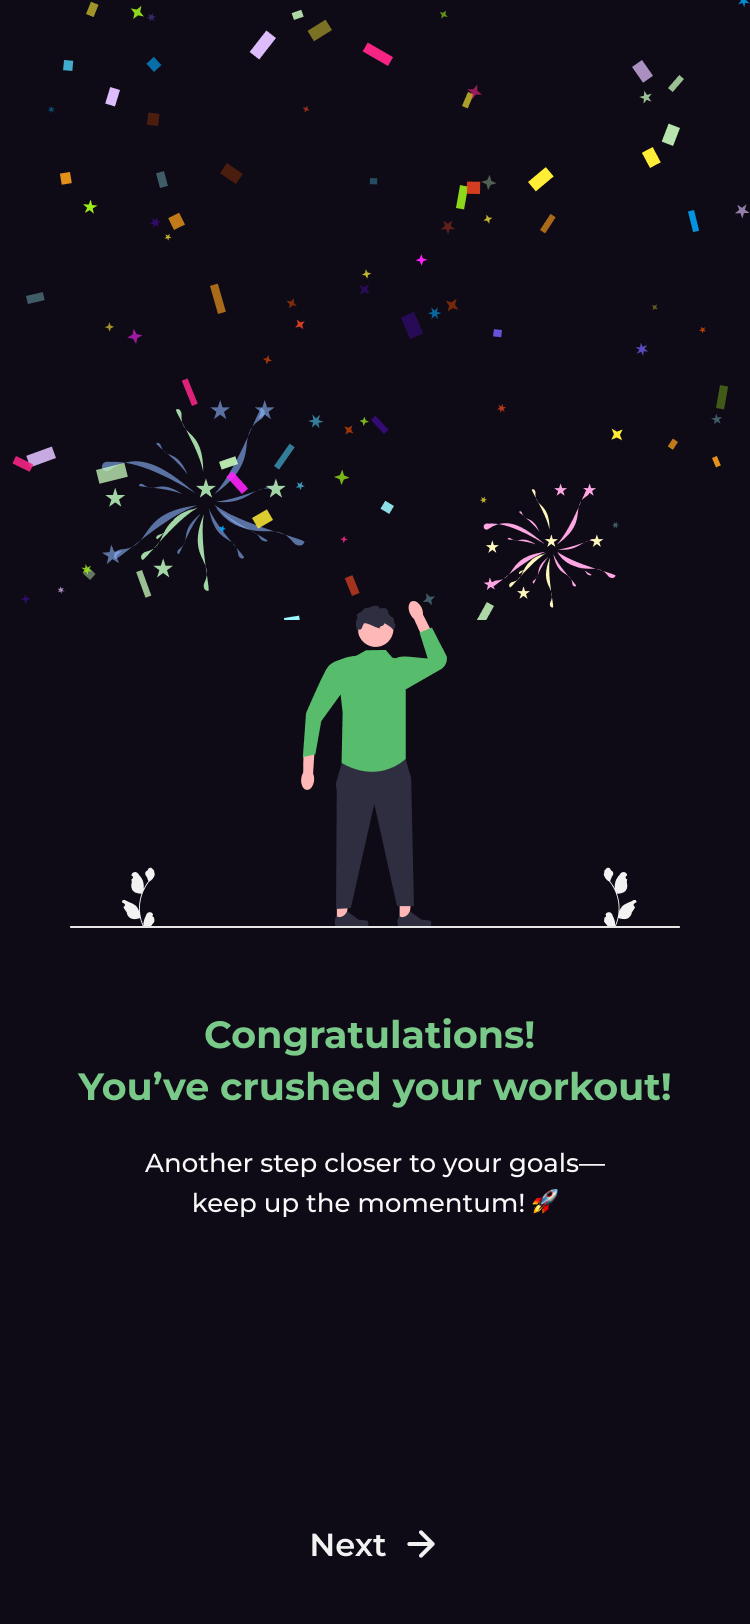 Congratulations!
You’ve crushed your workout!
Another step closer to your goals—
keep up the momentum! 🚀
Next →